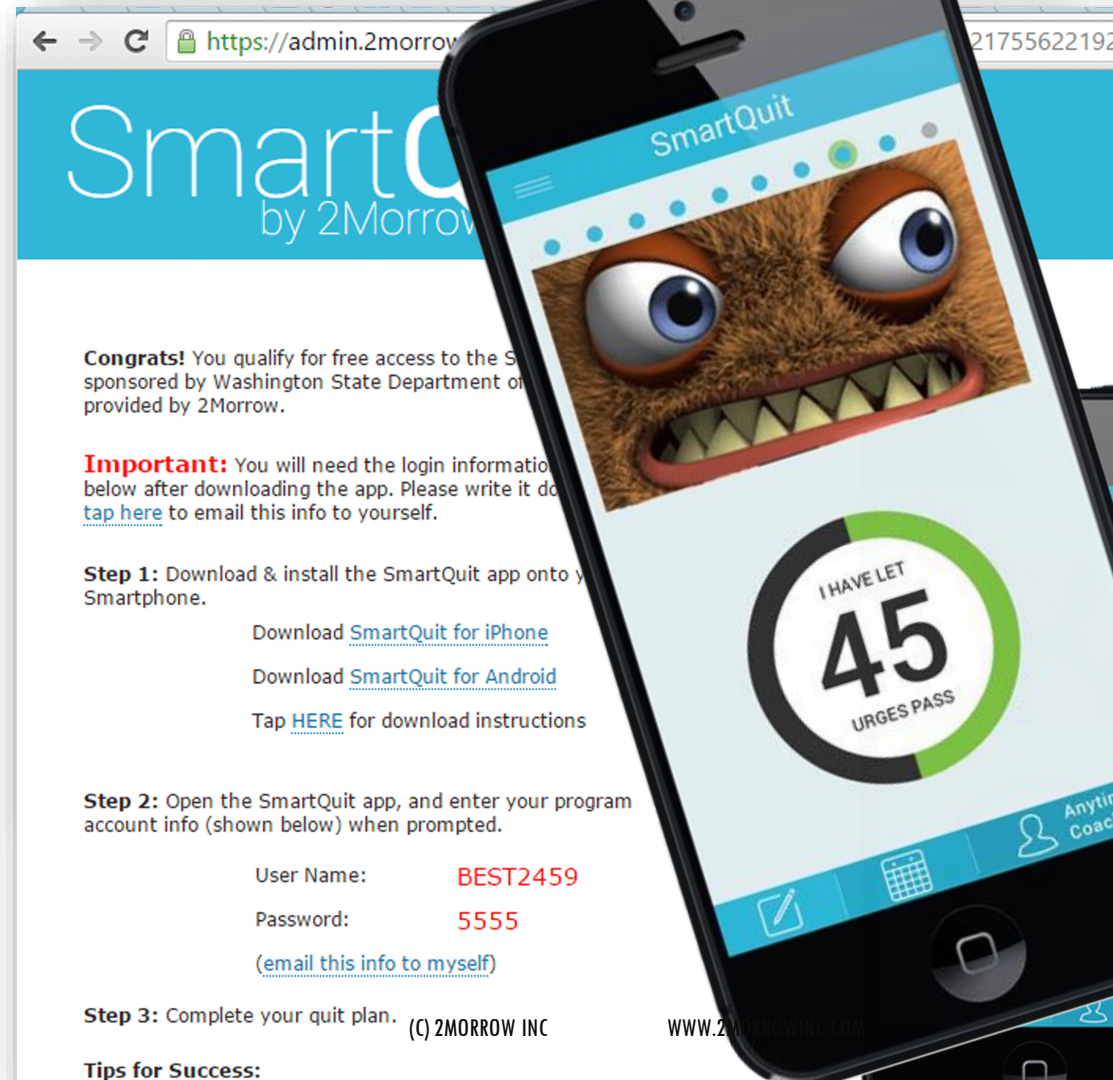 https://admin.2morrow
2175562219
SmartQ
by 2Morrow
Congrats! You qualify for free access to the
sponsored by Washington State Department
provided by 2Morrow.
Important: You will need the login
below after downloading the app. Please write it
tap here to email this info to yourself.
Step 1: Download & install the SmartQuit app onto
Smartphone.
Download SmartQuit for iPhone
Download SmartQuit for Android
Tap HERE for download instructions
Step 2: Open the SmartQuit app, and enter your program
account info (shown below) when prompted.
User Name: BEST2459
Password: 5555
(email this info to myself)
Step 3: Complete your quit plan.
Tips for Success:
SmartQuit
I HAVE LET
45
URGES PASS
(C) 2MORROW INC
WWW.2MORROWINC.COM